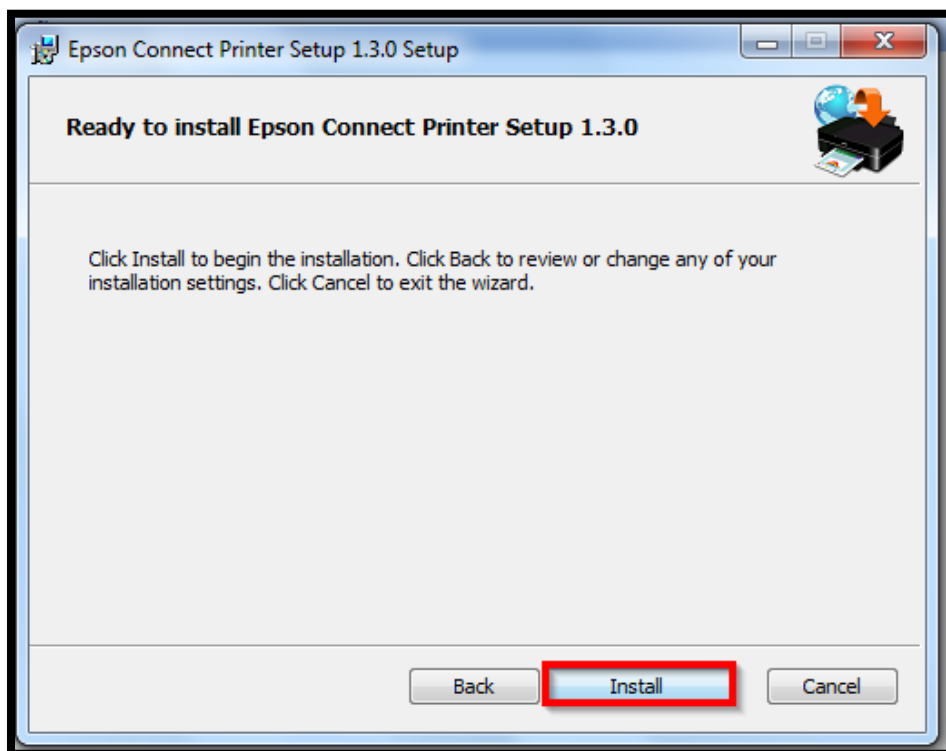 Epson Connect Printer Setup 1.3.0 Setup
Ready to install Epson Connect Printer Setup 1.3.0
Click Install to begin the installation. Click Back to review or change any of your
installation settings. Click Cancel to exit the wizard.
Back Install Cancel